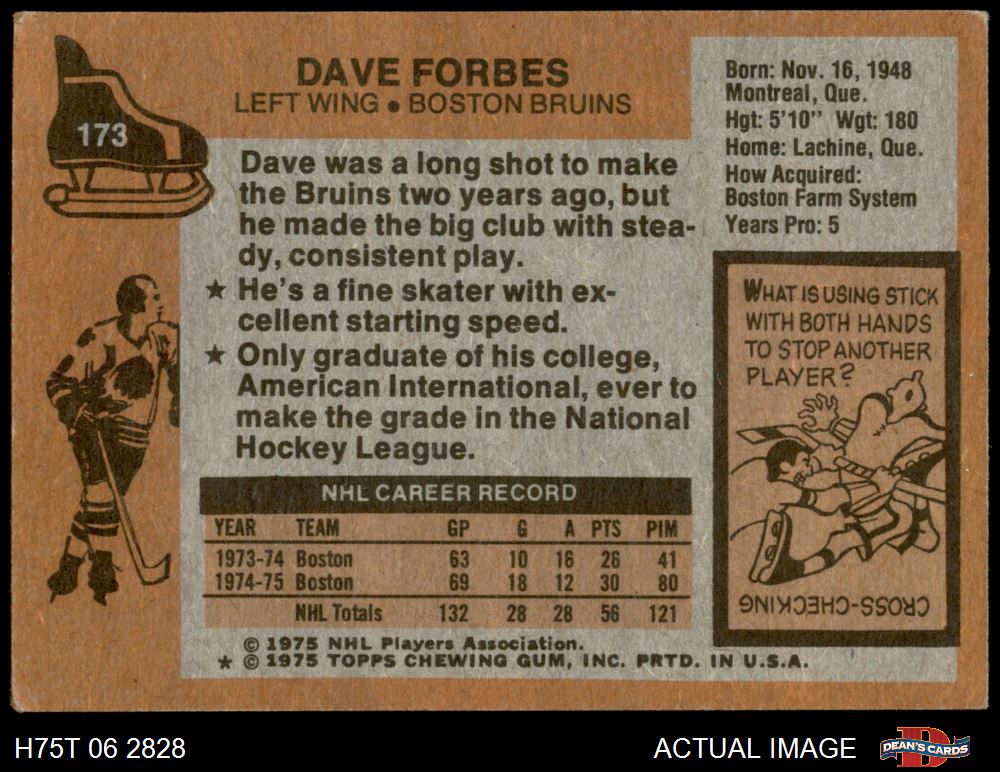 173
DAVE FORBES
LEFT WING • BOSTON BRUINS
Dave was a long shot to make
the Bruins two years ago, but
he made the big club with stea-
dy, consistent play.
★ He's a fine skater with ex-
cellent starting speed.
★ Only graduate of his college,
American International, ever to
make the grade in the National
Hockey League.
Born: Nov. 16, 1948
Montreal, Que.
Hgt: 5'10" Wgt: 180
Home: Lachine, Que.
How Acquired:
Boston Farm System
Years Pro: 5
WHAT IS USING STICK
WITH BOTH HANDS
TO STOP ANOTHER
PLAYER?
CROSS-CHECKING
NHL CAREER RECORD
YEAR TEAM GP G A PTS PIM
1973-74 Boston 63 10 16 26 41
1974-75 Boston 69 18 12 30 80
NHL Totals 132 28 28 56 121
© 1975 NHL Players Association.
★ © 1975 TOPPS CHEWING GUM, INC. PRTD. IN U.S.A.
H75T 06 2828
ACTUAL IMAGE
DEAN'S CARDS